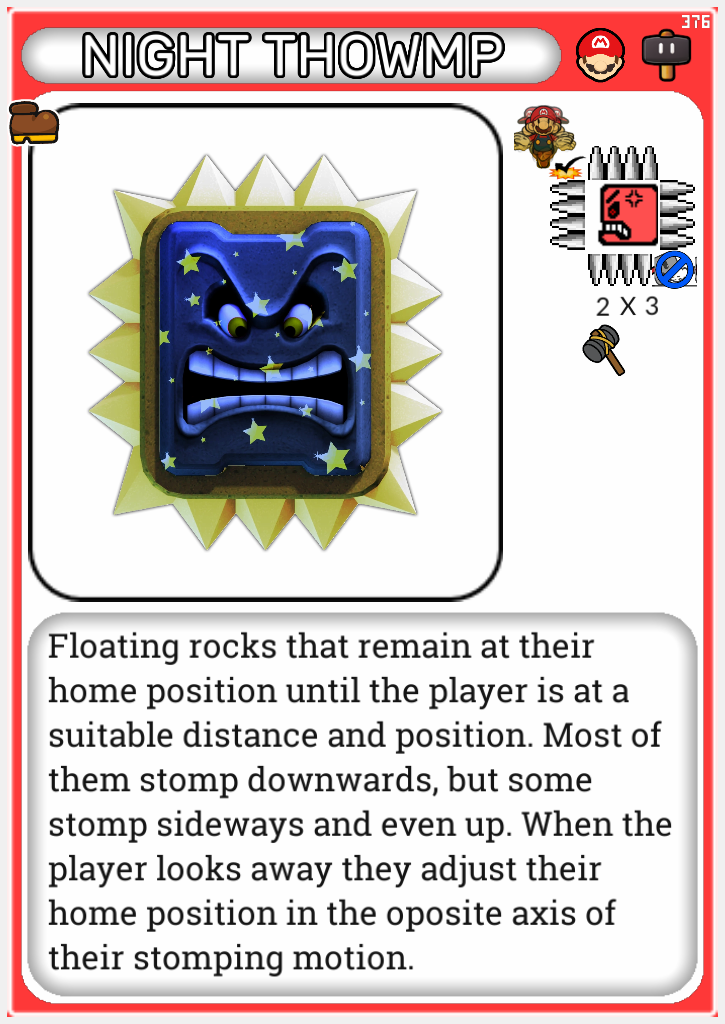 376
NIGHT THOWMP
2 X 3
Floating rocks that remain at their
home position until the player is at a
suitable distance and position. Most of
them stomp downwards, but some
stomp sideways and even up. When the
player looks away they adjust their
home position in the oposite axis of
their stomping motion.